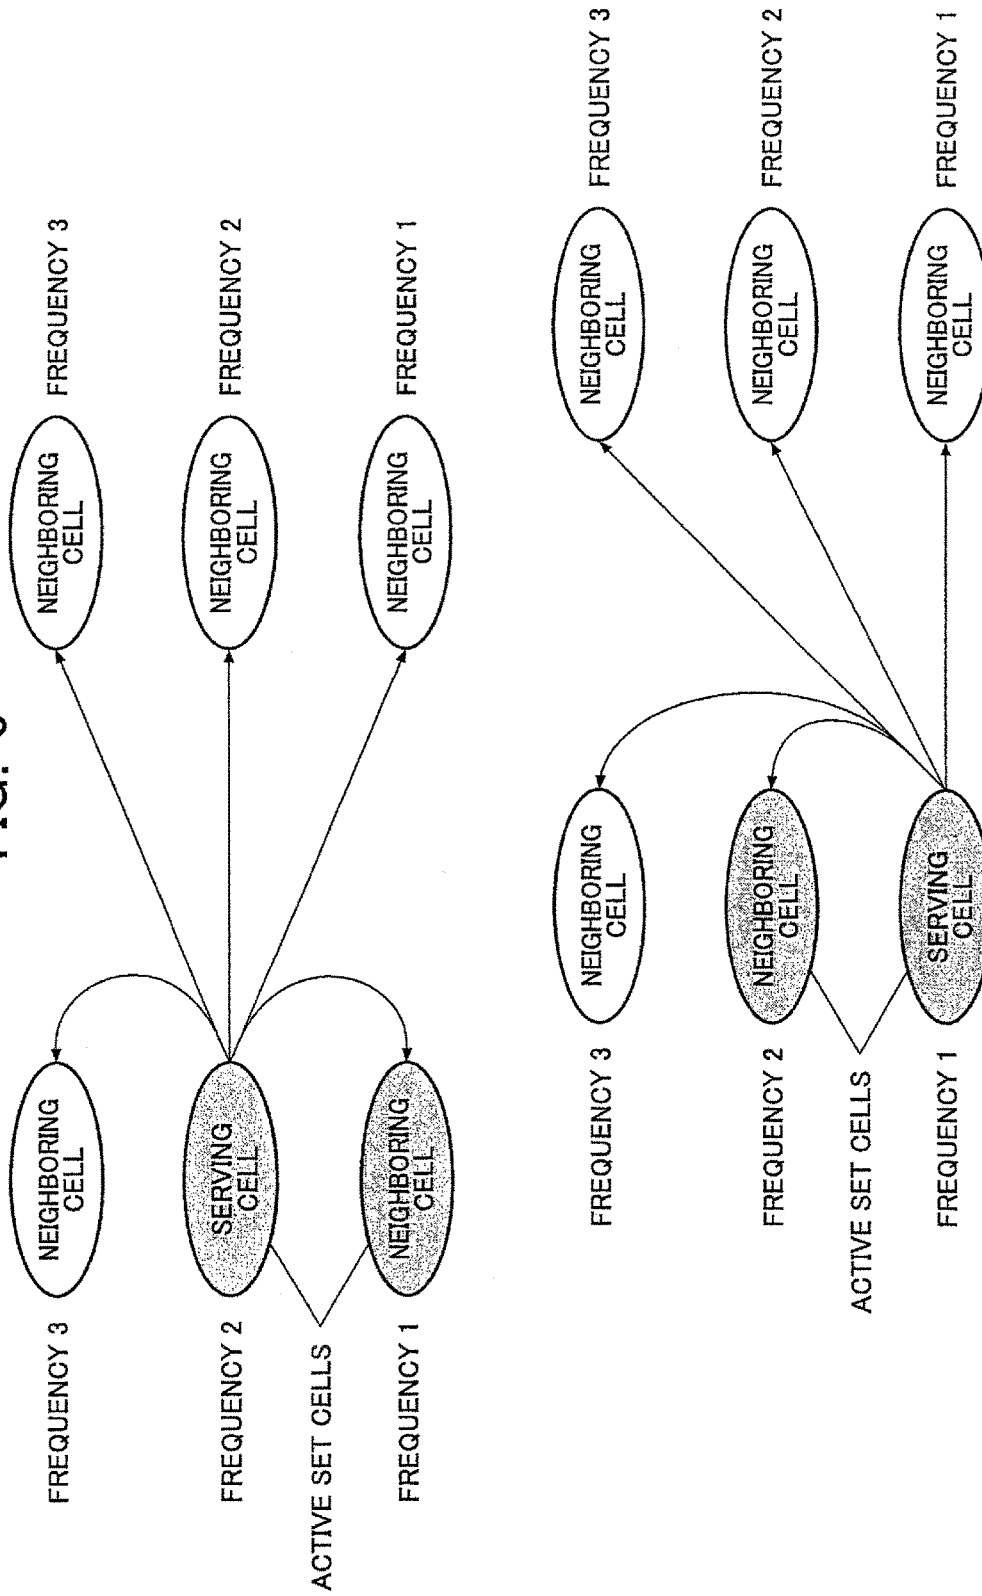 FIG.
FREQUENCY 3
NEIGHBORING
CELL
NEIGHBORING
CELL
FREQUENCY 3
FREQUENCY 2
SERVING
CELL
NEIGHBORING
CELL
FREQUENCY 2
ACTIVE SET CELLS
FREQUENCY 1
NEIGHBORING
CELL
NEIGHBORING
CELL
FREQUENCY 1
FREQUENCY 3
NEIGHBORING
CELL
NEIGHBORING
CELL
FREQUENCY 3
FREQUENCY 2
NEIGHBORING
CELL
NEIGHBORING
CELL
FREQUENCY 2
ACTIVE SET CELLS
FREQUENCY 1
SERVING
CELL
NEIGHBORING
CELL
FREQUENCY 1